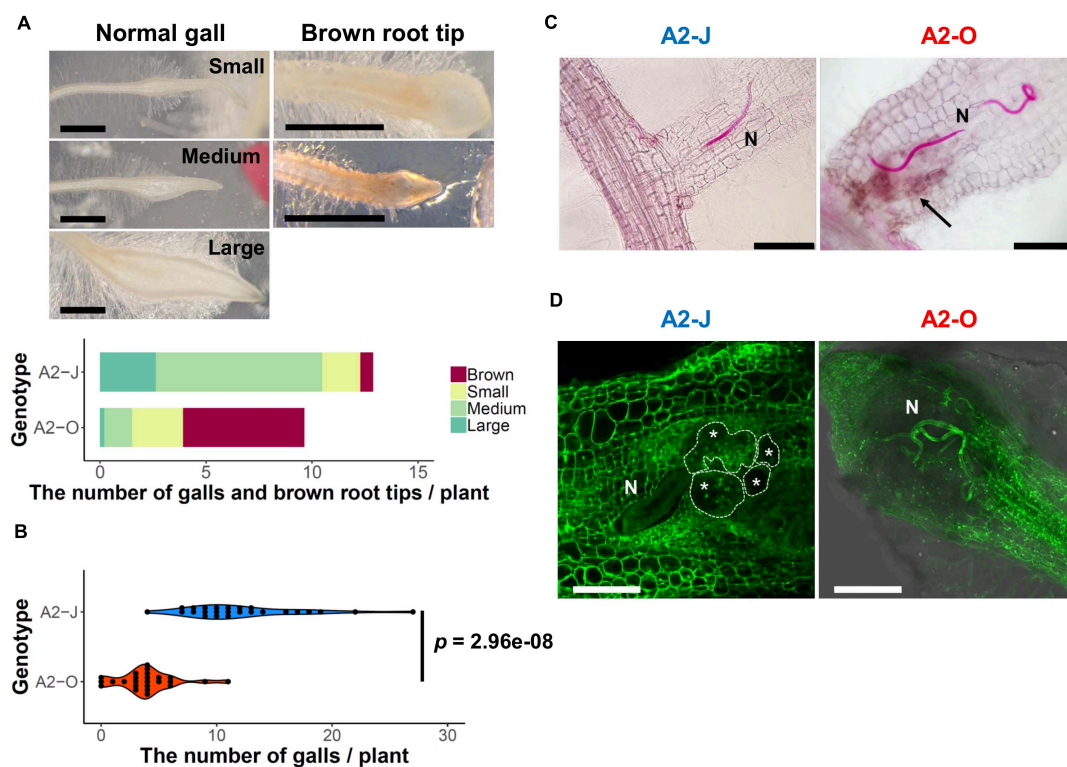 A
Normal gall
Brown root tip
Small
Medium
Large
Genotype
A2−J
A2−O
Brown
Small
Medium
Large
0
5
10
15
The number of galls and brown root tips / plant
B
Genotype
A2−J
A2−O
p = 2.96e-08
0
10
20
30
The number of galls / plant
C
A2-J
A2-O
N
N
D
A2-J
A2-O
N
*
*
*
*
N